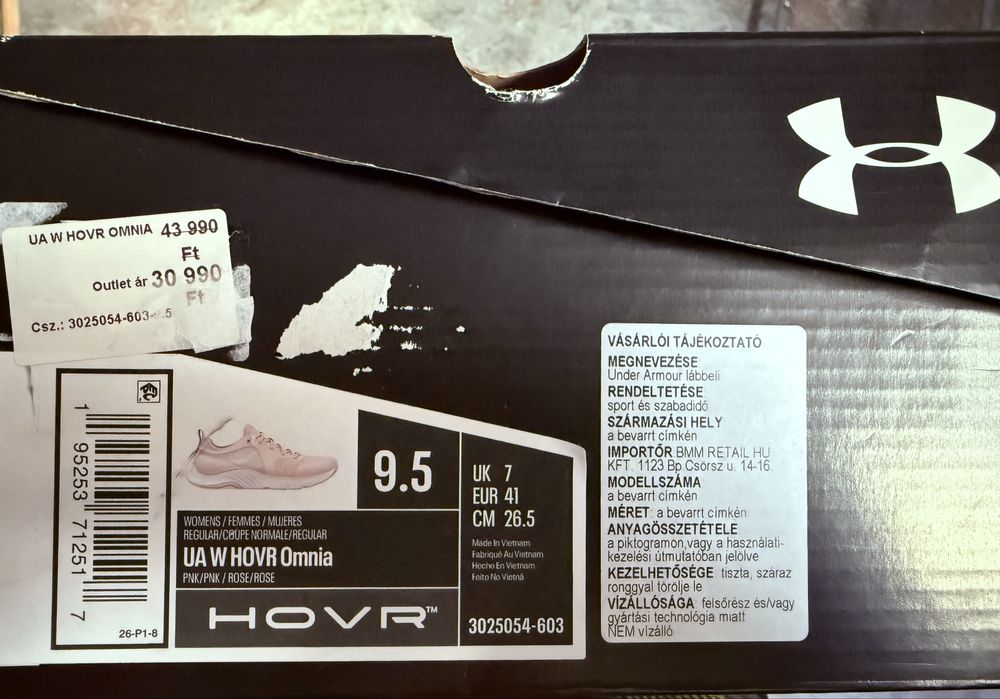 UA W HOVR OMNIA 43 990
Ft
Outlet ár 30 990
Ft
Csz.: 3025054-603-
1 95253 71251 7
26-P1-8
9.5
WOMENS / FEMMES / MUJERES
REGULAR/COUPE NORMALE/REGULAR
UA W HOVR Omnia
PNK/PNK / ROSE/ROSE
HOVR™
UK 7
EUR 41
CM 26.5
Made In Vietnam
Fabriqué Au Vietnam
Hecho En Vietnam
Feito No Vietnã
3025054-603
VÁSÁRLÓI TÁJÉKOZTATÓ
MEGNEVEZÉSE
Under Armour lábbeli
RENDELTETÉSE
sport és szabadidő
SZÁRMAZÁSI HELY
a bevarrt címkén
IMPORTŐR BMM RETAIL HU
KFT. 1123 Bp.Csörsz u. 14-16.
MODELLSZÁMA
a bevarrt címkén
MÉRET: a bevarrt címkén
ANYAGÖSSZETÉTELE
a piktogramon,vagy a használati-
kezelési útmutatóban jelölve
KEZELHETŐSÉGE tiszta, száraz
ronggyal törölje le
VÍZÁLLÓSÁGA felsőrész és/vagy
gyártási technológia miatt
NEM vízálló